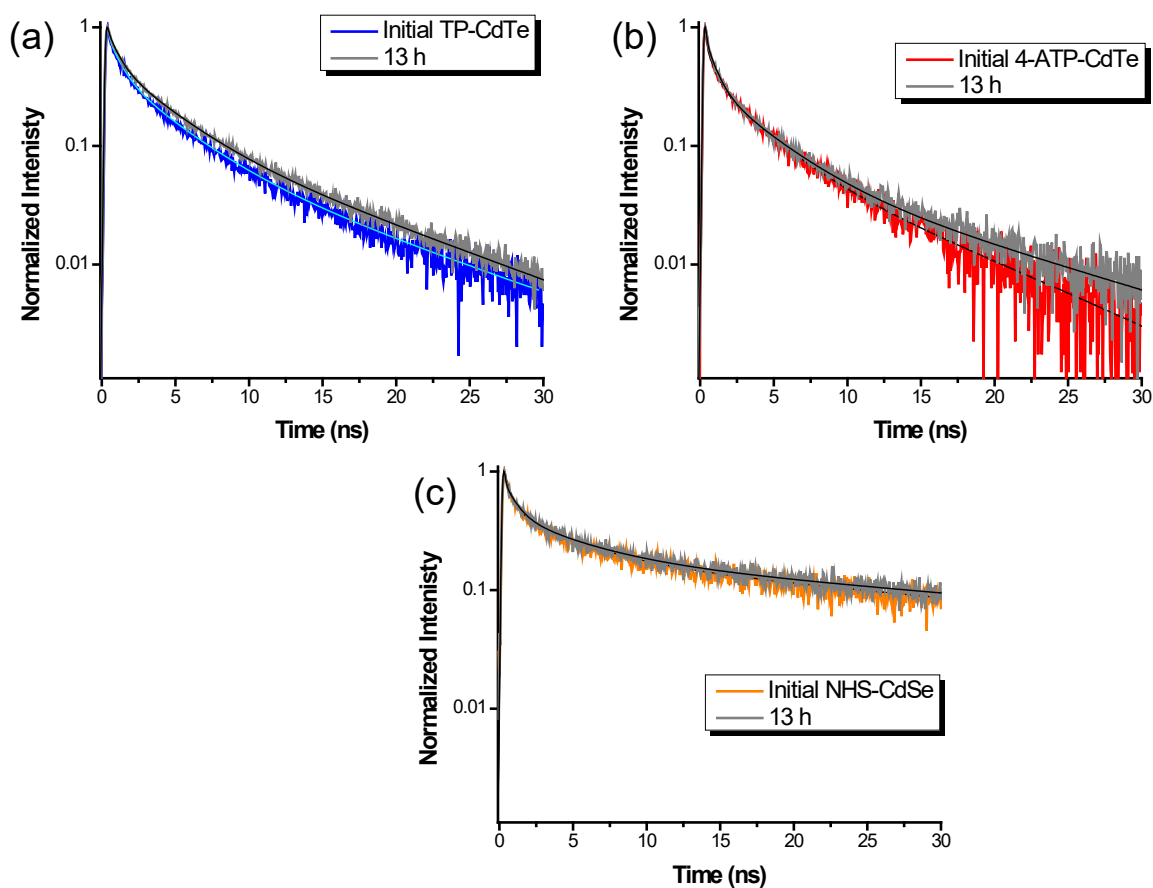 (a)
Initial TP-CdTe
13 h
1
0.1
0.01
Normalized Intenisty
0 5 10 15 20 25 30
Time (ns)
(b)
Initial 4-ATP-CdTe
13 h
1
0.1
0.01
Normalized Intenisty
0 5 10 15 20 25 30
Time (ns)
(c)
Initial NHS-CdSe
13 h
1
0.1
0.01
Normalized Intenisty
0 5 10 15 20 25 30
Time (ns)